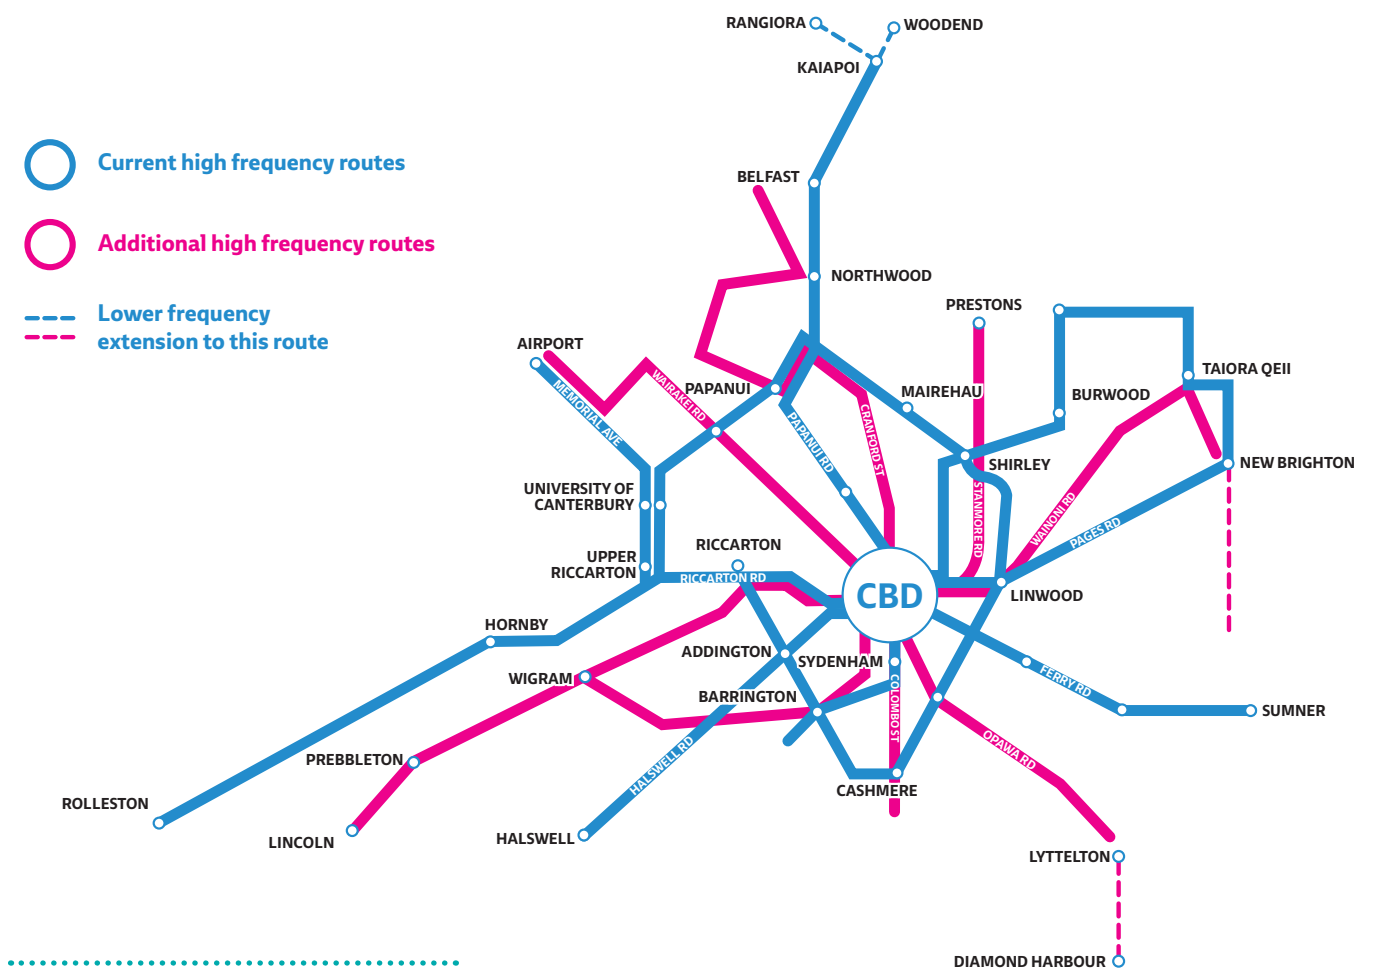 RANGIORA
WOODEND
KAIAPOI
Current high frequency routes
BELFAST
Additional high frequency routes
NORTHWOOD
PRESTONS
Lower frequency
extension to this route
AIRPORT
TAIORA QEII
MEMORIAL AVE
WAIRAKEI RD
PAPANUI
MAIREHAU
BURWOOD
PAPANUI RD
CRANFORD ST
SHIRLEY
NEW BRIGHTON
UNIVERSITY OF
CANTERBURY
STANMORE RD
WAINONI RD
PAGES RD
RICCARTON
UPPER
RICCARTON
RICCARTON RD
CBD
LINWOOD
HORNBY
ADDINGTON
SYDENHAM
WIGRAM
BARRINGTON
COLOMBO ST
FERRY RD
SUMNER
HALSWELL RD
OPAWA RD
PREBBLETON
CASHMERE
ROLLESTON
LINCOLN
HALSWELL
LYTTELTON
DIAMOND HARBOUR